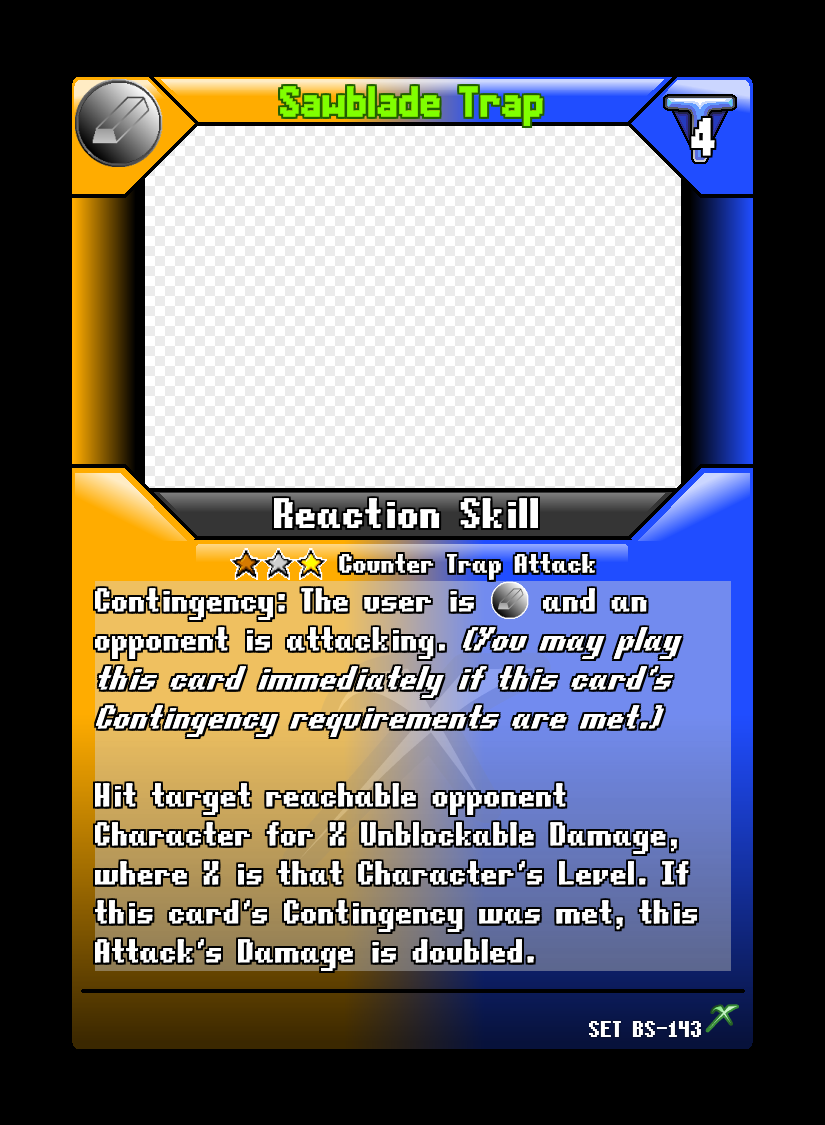 Sawblade Trap
4
Reaction Skill
Counter Trap Attack
Contingency: The user is and an
opponent is attacking. (You may play
this card immediately if this card's
Contingency requirements are met.)
Hit target reachable opponent
Character for X Unblockable Damage,
where X is that Character's Level. If
this card's Contingency was met, this
Attack's Damage is doubled.
SET BS-143